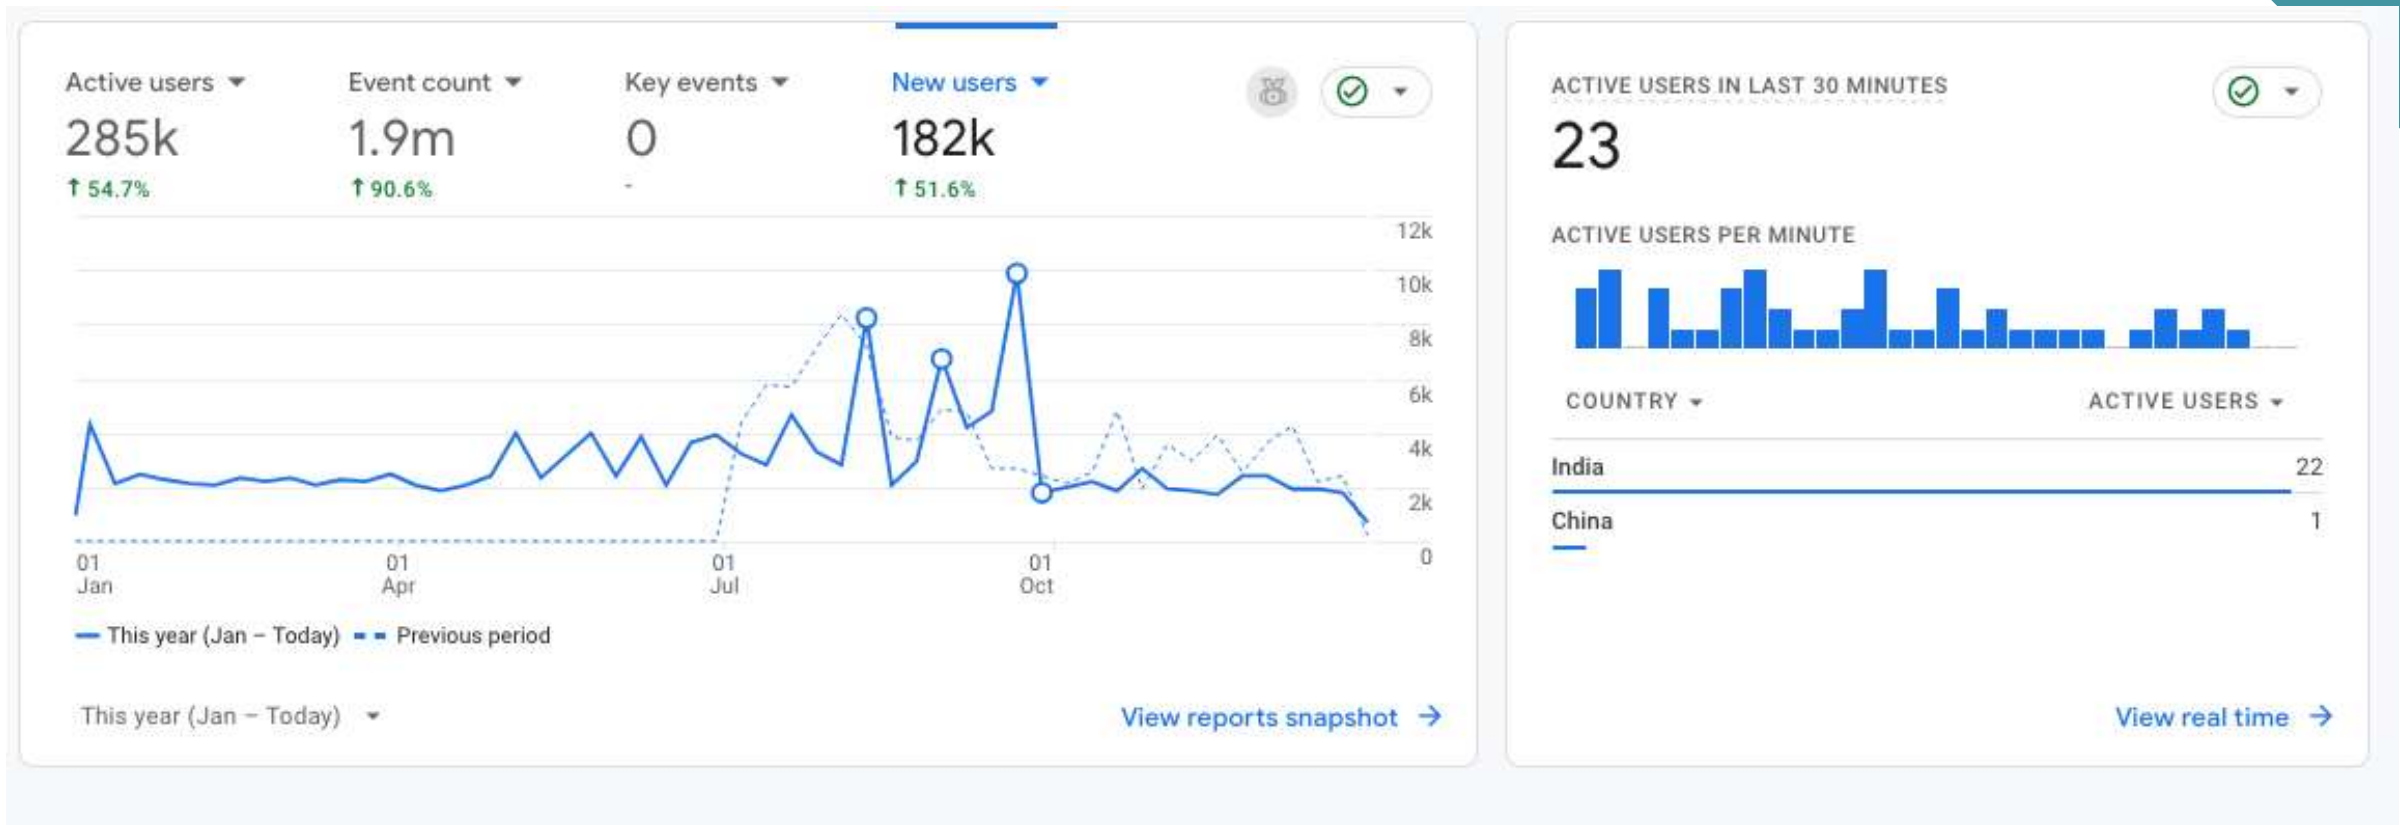 Active users
285k
↑ 54.7%
Event count
1.9m
↑ 90.6%
Key events
0
-
New users
182k
↑ 51.6%
12k
10k
8k
6k
4k
2k
0
01
Jan
01
Apr
01
Jul
01
Oct
This year (Jan – Today)
Previous period
This year (Jan – Today)
View reports snapshot →
ACTIVE USERS IN LAST 30 MINUTES
23
ACTIVE USERS PER MINUTE
COUNTRY ACTIVE USERS
India 22
China 1
View real time →